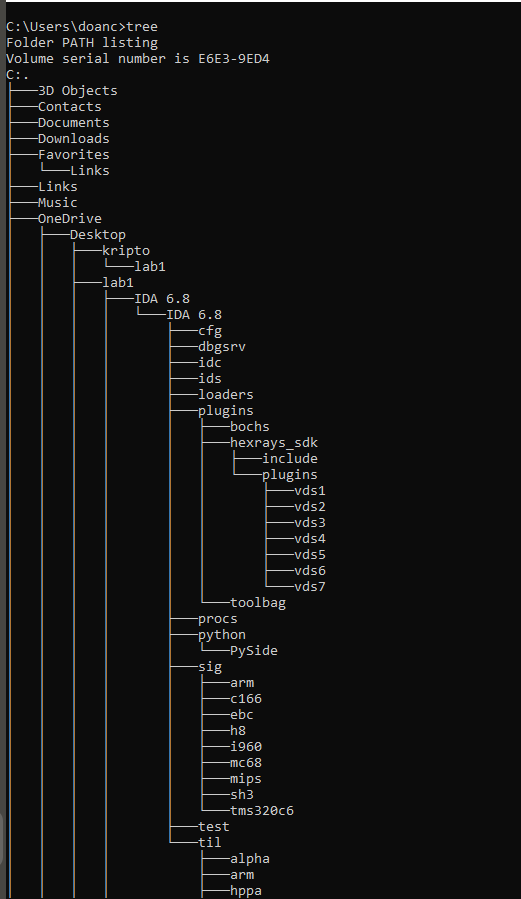 C:\Users\doanc>tree
Folder PATH listing
Volume serial number is E6E3-9ED4
C:.
├───3D Objects
├───Contacts
├───Documents
├───Downloads
├───Favorites
│   └───Links
├───Links
├───Music
├───OneDrive
│   ├───Desktop
│   │   ├───kripto
│   │   │   └───lab1
│   │   ├───lab1
│   │   │   ├───IDA 6.8
│   │   │   │   └───IDA 6.8
│   │   │   │       ├───cfg
│   │   │   │       ├───dbgsrv
│   │   │   │       ├───idc
│   │   │   │       ├───ids
│   │   │   │       ├───loaders
│   │   │   │       ├───plugins
│   │   │   │       │   ├───bochs
│   │   │   │       │   ├───hexrays_sdk
│   │   │   │       │   │   ├───include
│   │   │   │       │   │   └───plugins
│   │   │   │       │   │       ├───vds1
│   │   │   │       │   │       ├───vds2
│   │   │   │       │   │       ├───vds3
│   │   │   │       │   │       ├───vds4
│   │   │   │       │   │       ├───vds5
│   │   │   │       │   │       ├───vds6
│   │   │   │       │   │       └───vds7
│   │   │   │       │   └───toolbag
│   │   │   │       ├───procs
│   │   │   │       ├───python
│   │   │   │       │   └───PySide
│   │   │   │       ├───sig
│   │   │   │       │   ├───arm
│   │   │   │       │   ├───c166
│   │   │   │       │   ├───ebc
│   │   │   │       │   ├───h8
│   │   │   │       │   ├───i960
│   │   │   │       │   ├───mc68
│   │   │   │       │   ├───mips
│   │   │   │       │   ├───sh3
│   │   │   │       │   └───tms320c6
│   │   │   │       ├───test
│   │   │   │       └───til
│   │   │   │           ├───alpha
│   │   │   │           ├───arm
│   │   │   │           ├───hppa